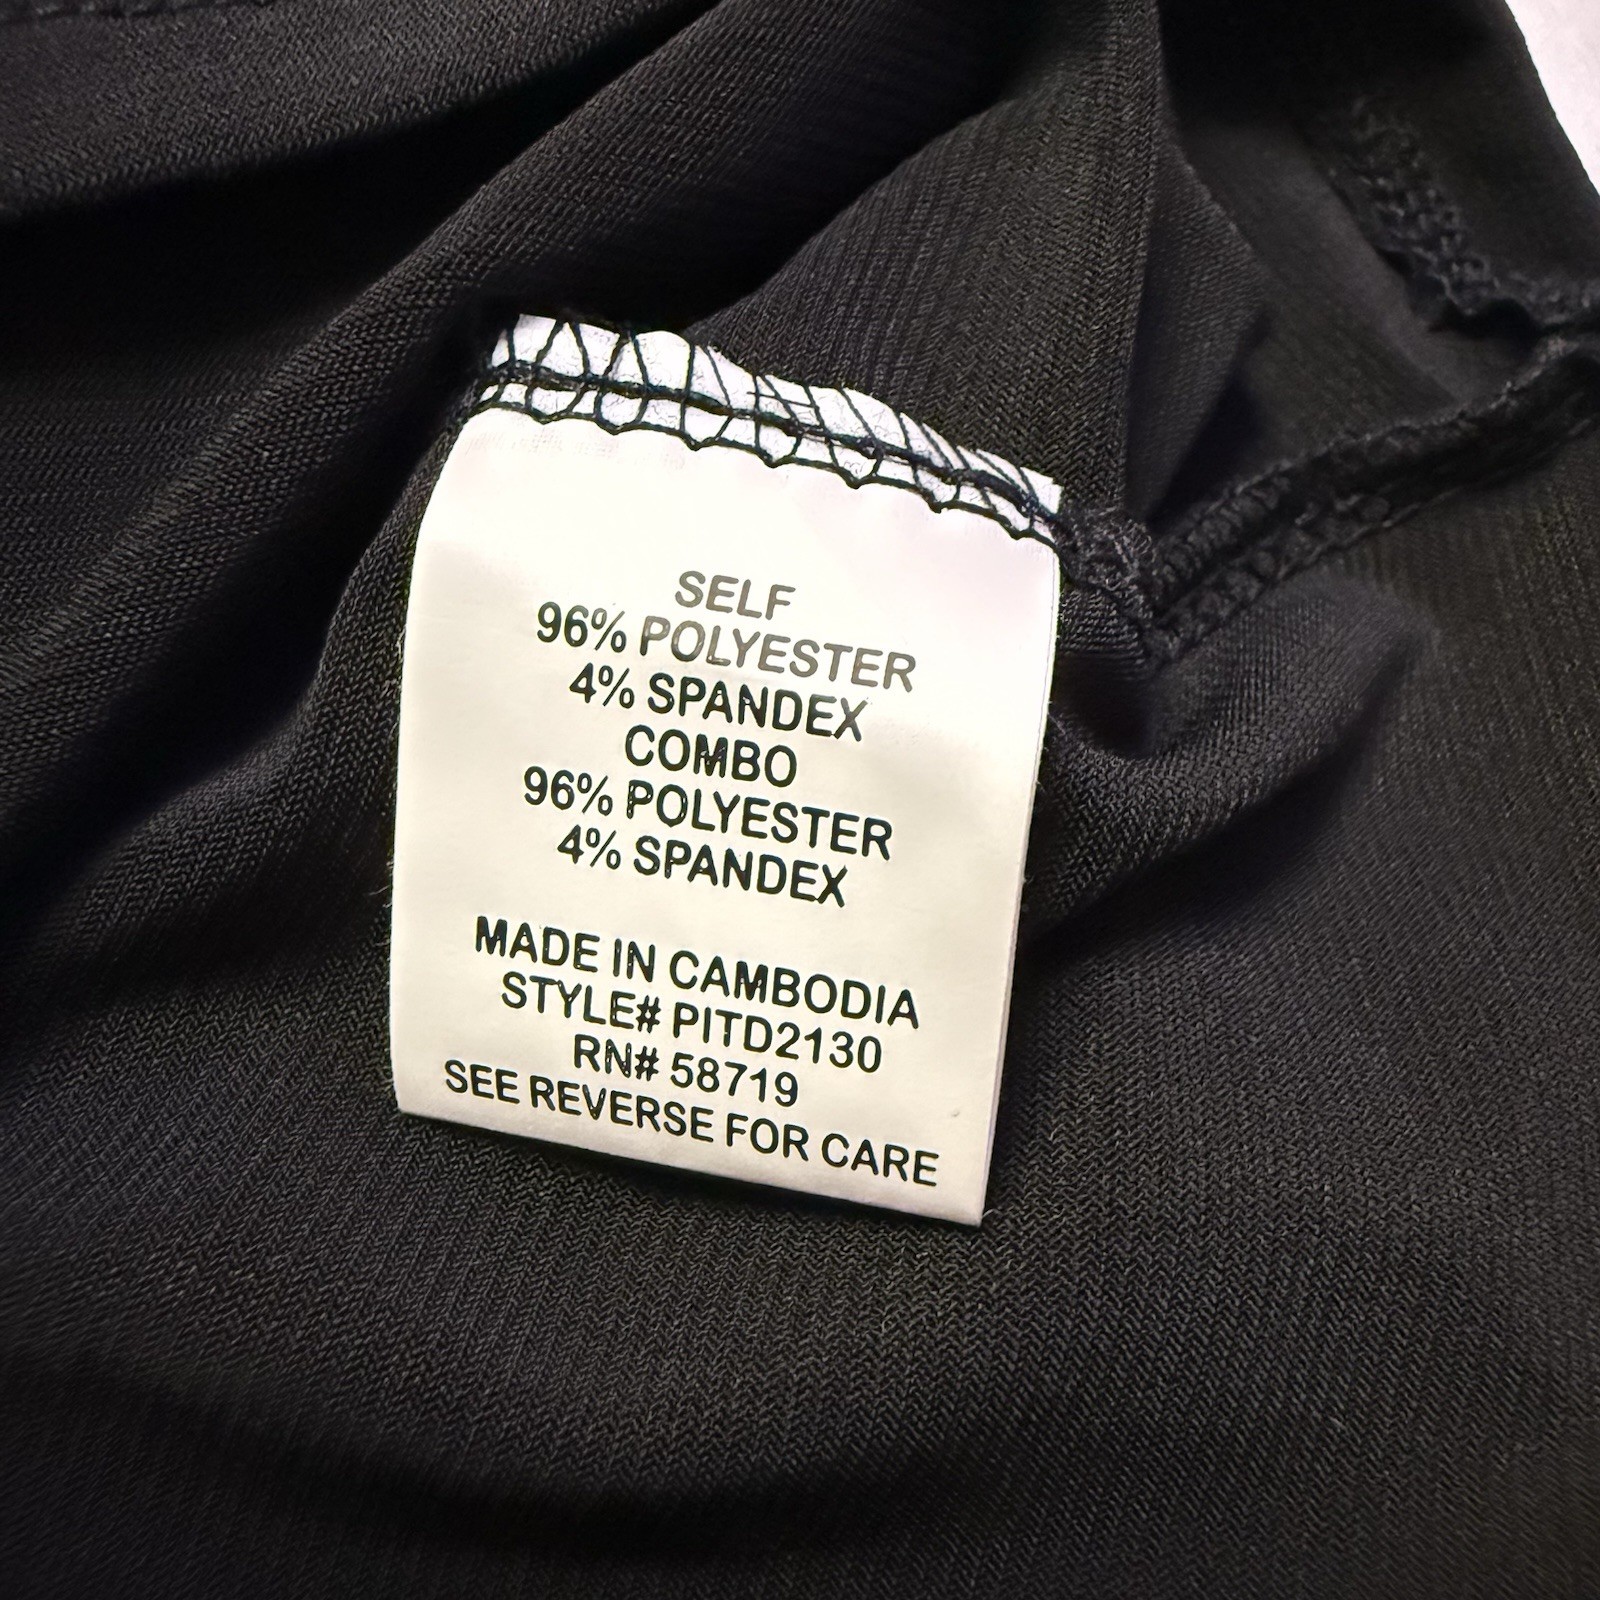 SELF
96% POLYESTER
4% SPANDEX
COMBO
96% POLYESTER
4% SPANDEX
MADE IN CAMBODIA
STYLE# PITD2130
RN# 58719
SEE REVERSE FOR CARE